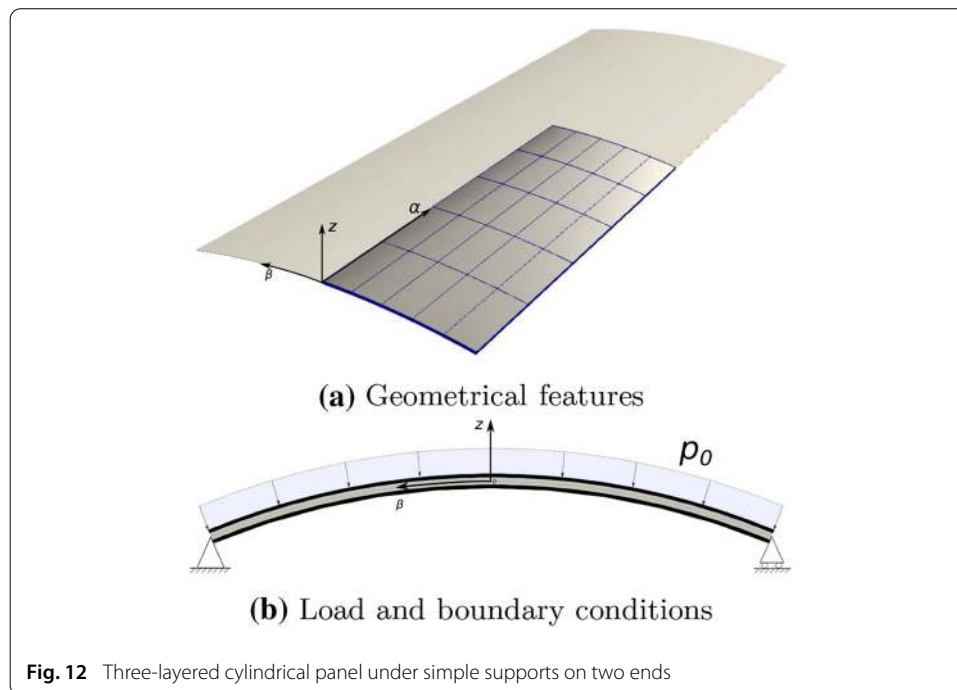 z
α
β
(a) Geometrical features
z
p₀
β
(b) Load and boundary conditions
Fig. 12 Three-layered cylindrical panel under simple supports on two ends